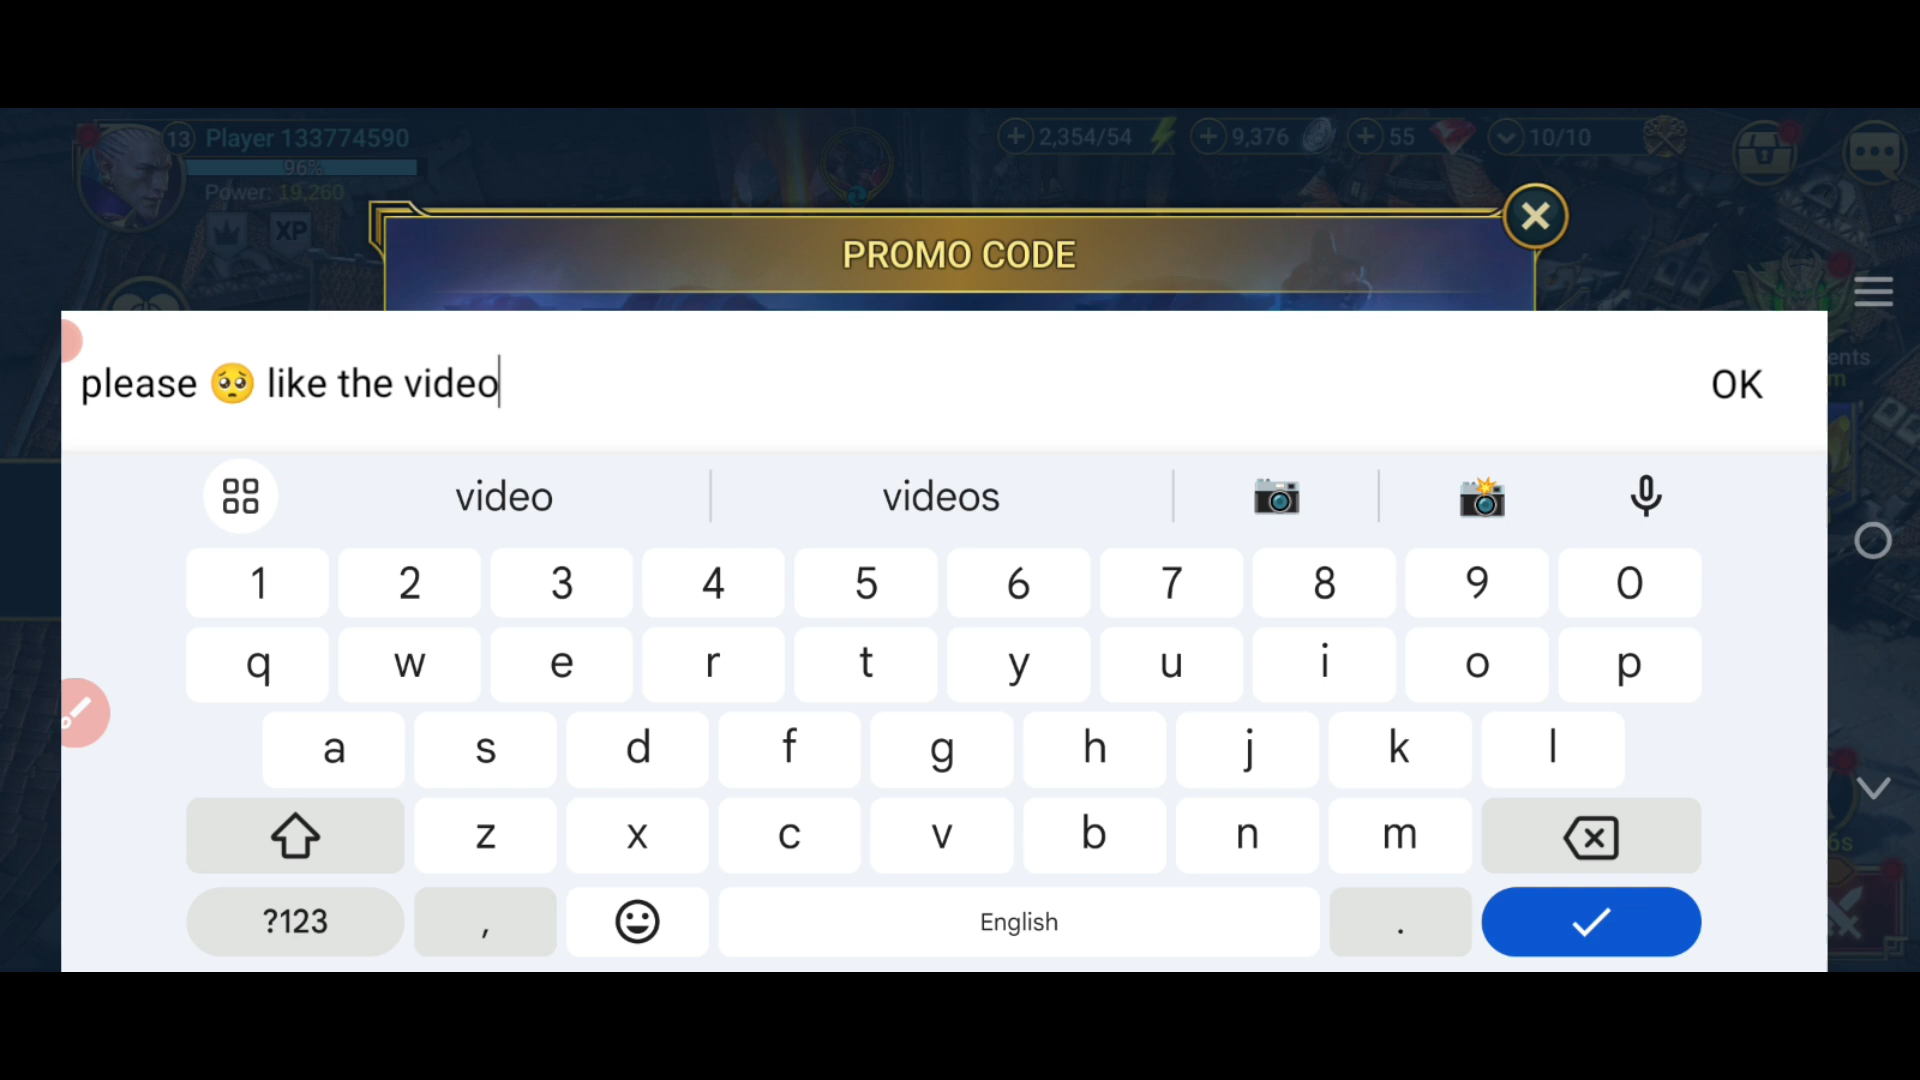 13 Player 133774590
96%
Power: 19,260
XP
2,354/54 9,376 55 10/10
PROMO CODE
please 🥺 like the video OK
video videos
1 2 3 4 5 6 7 8 9 0
q w e r t y u i o p
a s d f g h j k l
z x c v b n m
?123 , English .